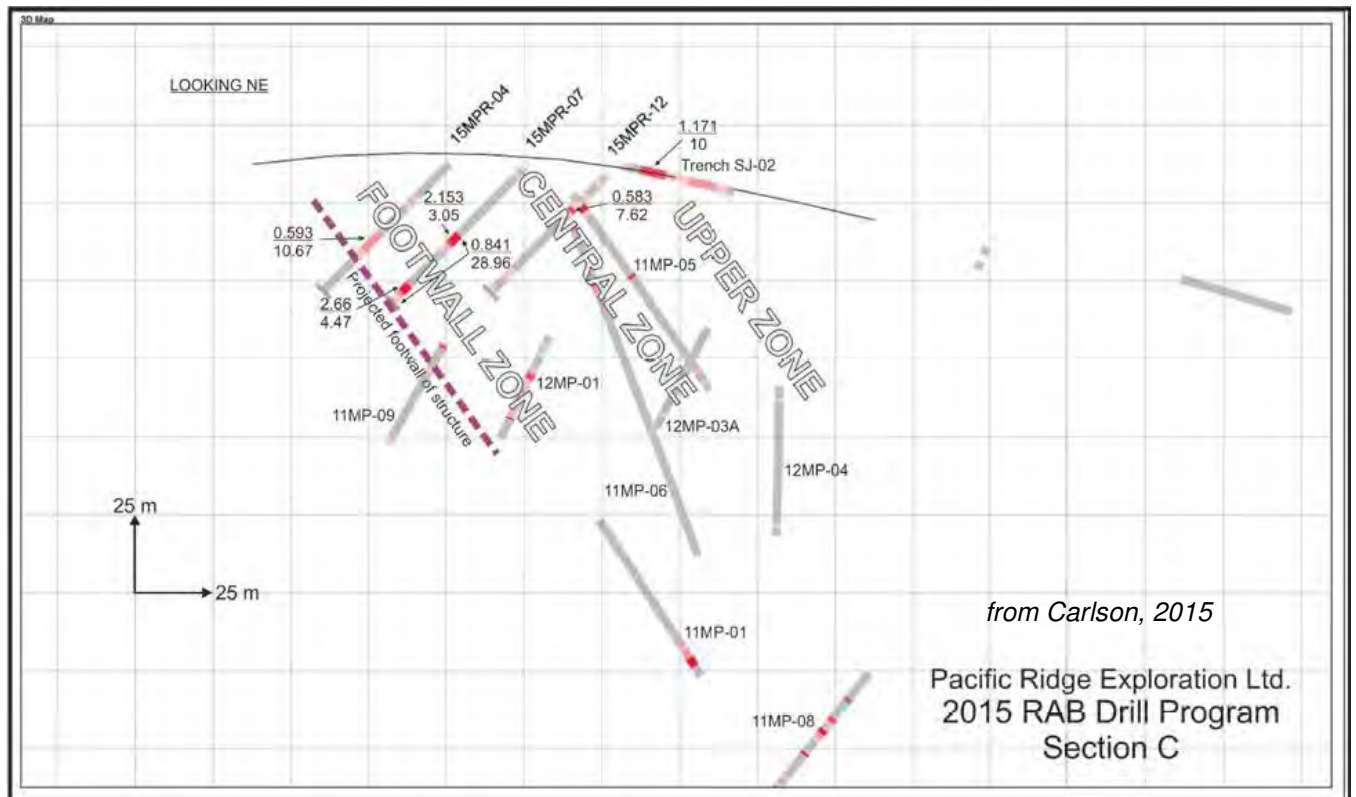 3D Map
LOOKING NE
15MPR-04
15MPR-07
15MPR-12
1.171
10
Trench SJ-02
FOOTWALL ZONE
CENTRAL ZONE
UPPER ZONE
2.153
3.05
0.583
7.62
0.593
10.67
0.841
28.96
11MP-05
2.66
4.47
Projected footwall of structure
12MP-01
11MP-09
12MP-03A
12MP-04
11MP-06
25 m
25 m
from Carlson, 2015
11MP-01
Pacific Ridge Exploration Ltd.
2015 RAB Drill Program
Section C
11MP-08